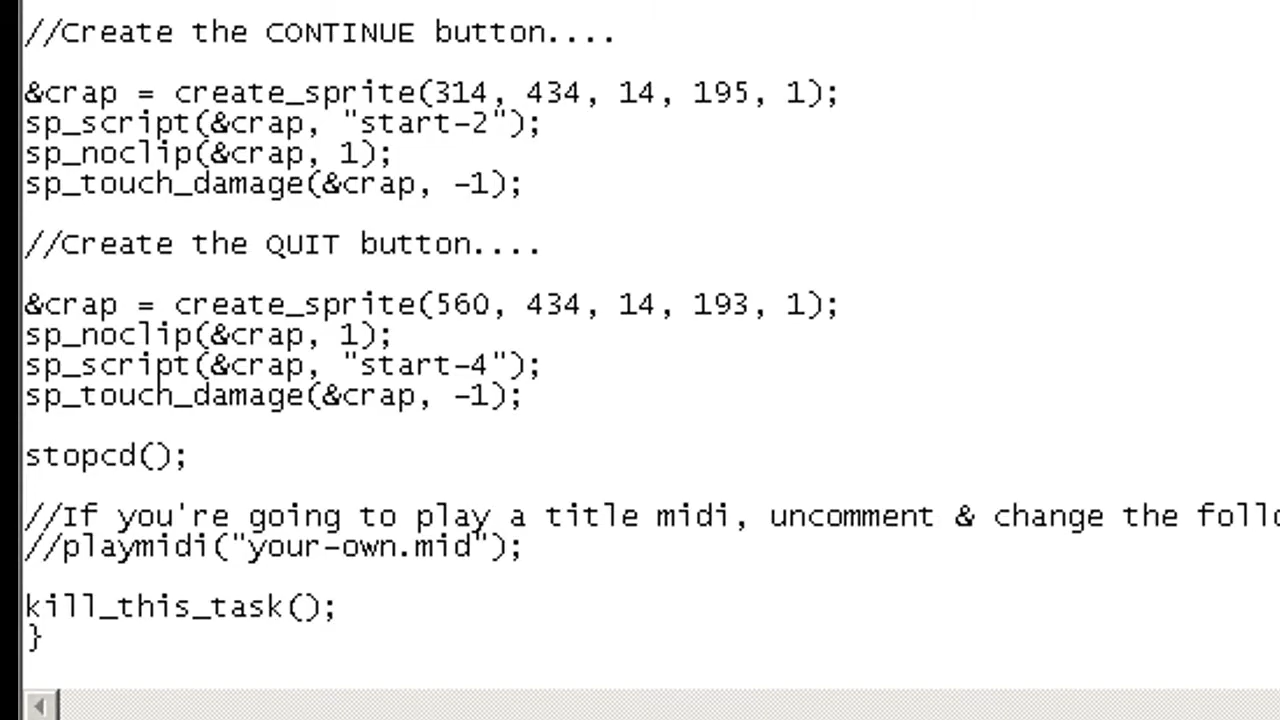 //Create the CONTINUE button....
&crap = create_sprite(314, 434, 14, 195, 1);
sp_script(&crap, "start-2");
sp_noclip(&crap, 1);
sp_touch_damage(&crap, -1);
//Create the QUIT button....
&crap = create_sprite(560, 434, 14, 193, 1);
sp_noclip(&crap, 1);
sp_script(&crap, "start-4");
sp_touch_damage(&crap, -1);
stopcd();
//If you're going to play a title midi, uncomment & change the follo
//playmidi("your-own.mid");
kill_this_task();
}